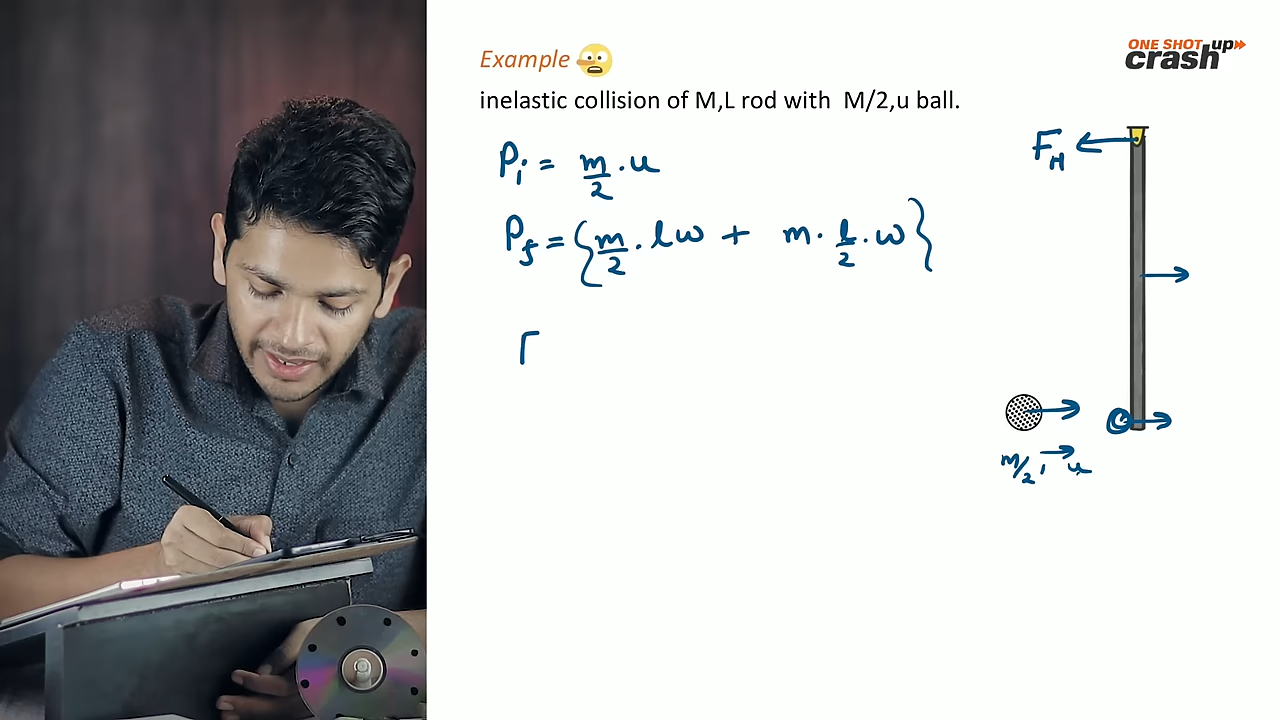 Example
ONE SHOT up
crash
inelastic collision of M,L rod with M/2,u ball.
P_i = m/2 · u
F_H
P_f = { m/2 · lω + m · l/2 · ω }
m/2, u